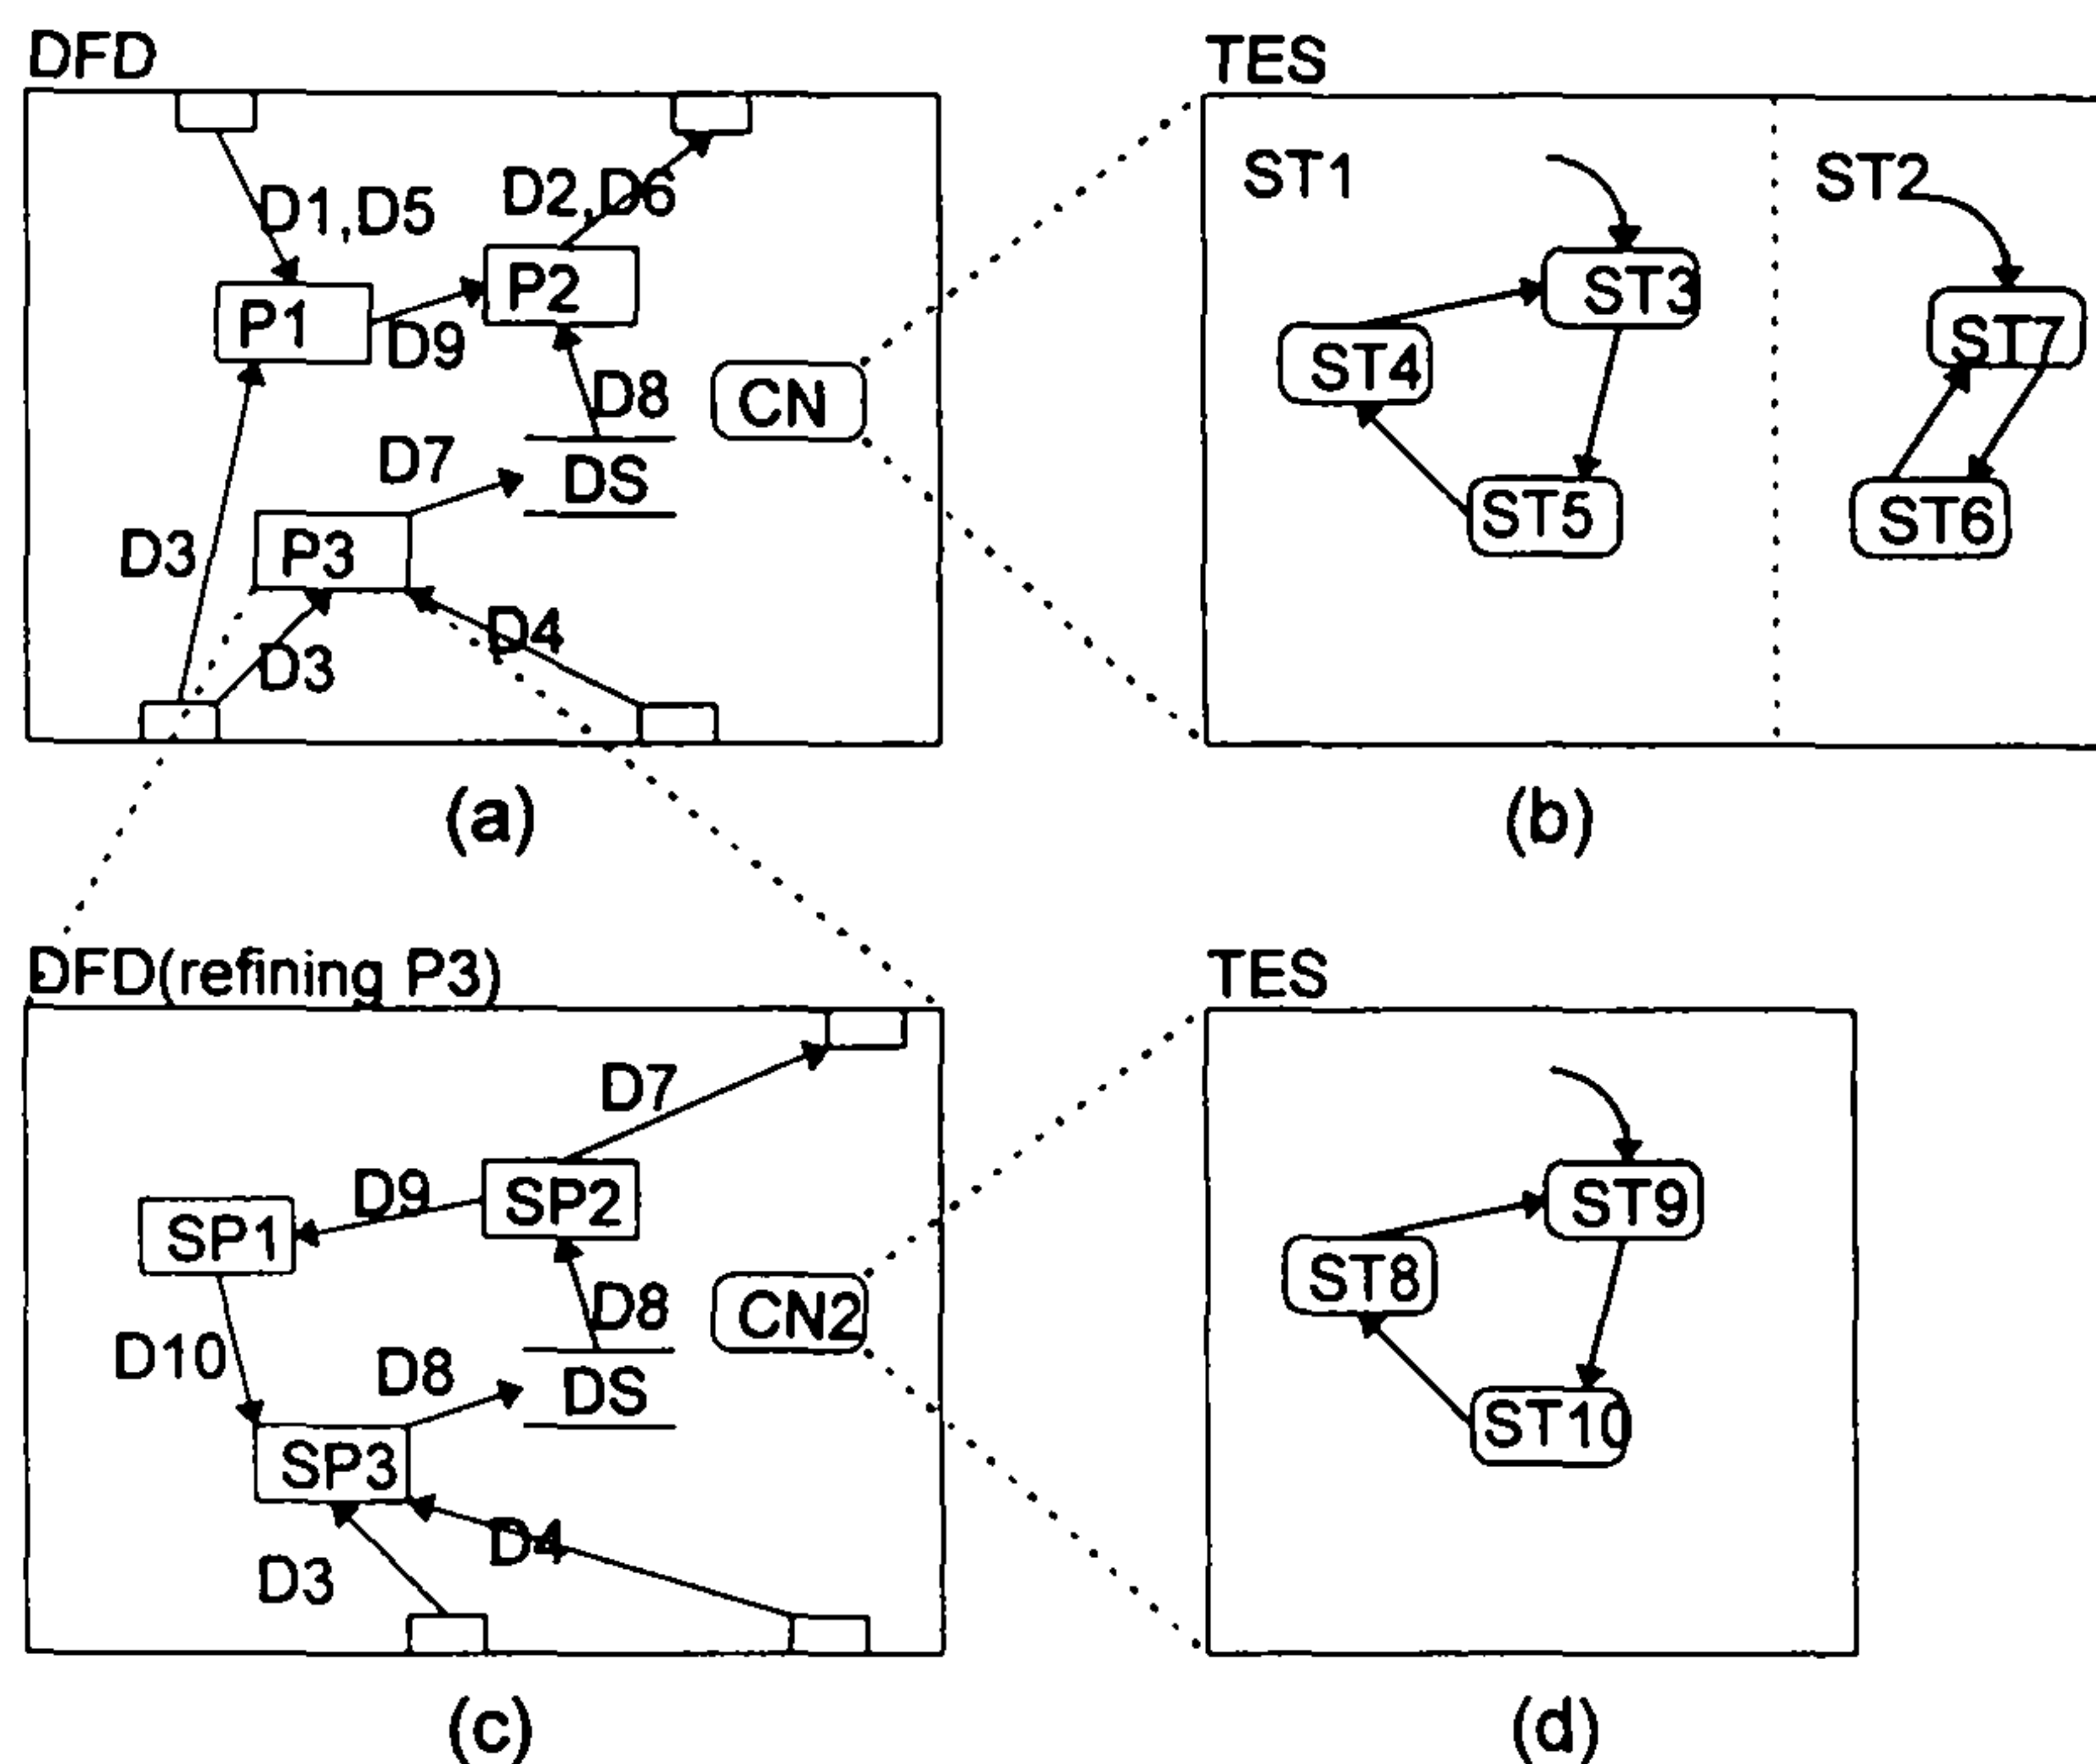 DFD
D1,D5
D2,D6
P1
P2
D9
D8
CN
D7
DS
D3
P3
D4
D3
(a)
TES
ST1
ST2
ST3
ST4
ST7
ST5
ST6
(b)
DFD(refining P3)
D7
D9
SP2
SP1
D8
CN2
D10
D8
DS
SP3
D4
D3
(c)
TES
ST9
ST8
ST10
(d)